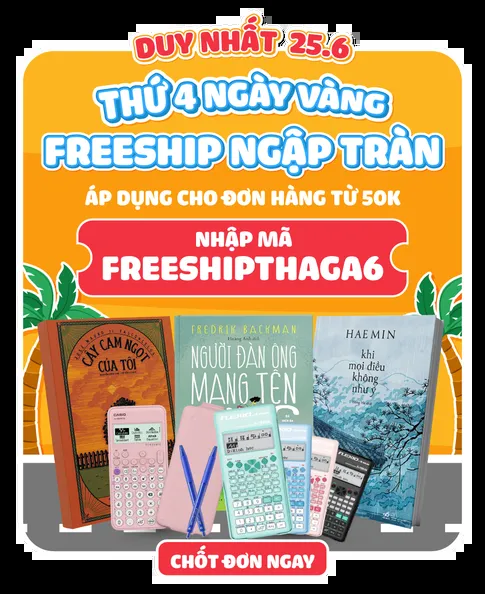 DUY NHẤT 25.6
THỨ 4 NGÀY VÀNG
FREESHIP NGẬP TRÀN
ÁP DỤNG CHO ĐƠN HÀNG TỪ 50K
NHẬP MÃ
FREESHIPTHAGA6
CÂY CAM NGỌT
CỦA TÔI
FREDRIK BACKMAN
NGƯỜI ĐÀN ÔNG
MANG TÊN
HAEMIN
khi
mọi điều
không
như ý
CASIO
FLEXIO
CHỐT ĐƠN NGAY